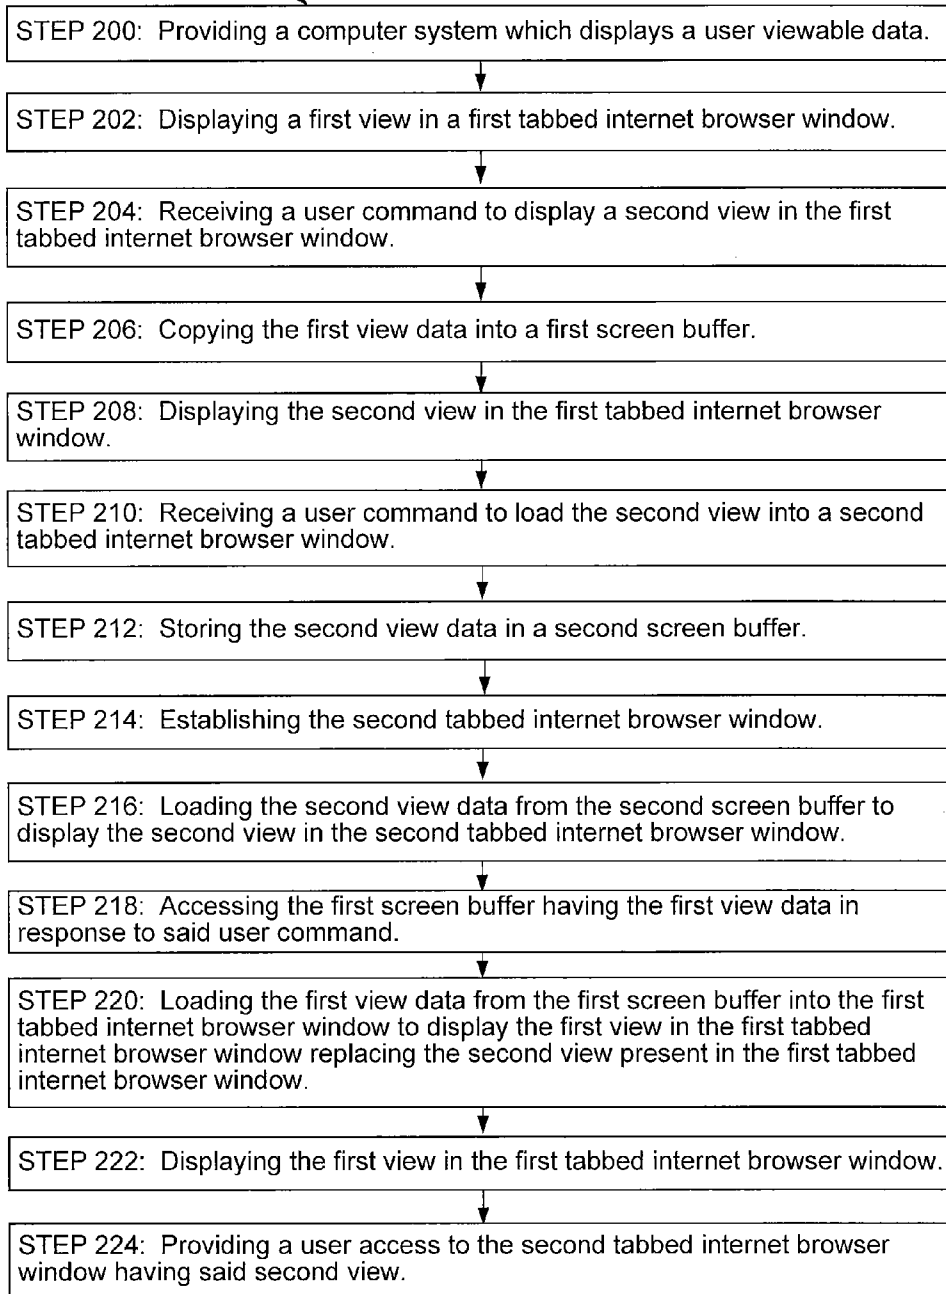 STEP 200: Providing a computer system which displays a user viewable data.
STEP 202: Displaying a first view in a first tabbed internet browser window.
STEP 204: Receiving a user command to display a second view in the first
tabbed internet browser window.
STEP 206: Copying the first view data into a first screen buffer.
STEP 208: Displaying the second view in the first tabbed internet browser
window.
STEP 210: Receiving a user command to load the second view into a second
tabbed internet browser window.
STEP 212: Storing the second view data in a second screen buffer.
STEP 214: Establishing the second tabbed internet browser window.
STEP 216: Loading the second view data from the second screen buffer to
display the second view in the second tabbed internet browser window.
STEP 218: Accessing the first screen buffer having the first view data in
response to said user command.
STEP 220: Loading the first view data from the first screen buffer into the first
tabbed internet browser window to display the first view in the first tabbed
internet browser window replacing the second view present in the first tabbed
internet browser window.
STEP 222: Displaying the first view in the first tabbed internet browser window.
STEP 224: Providing a user access to the second tabbed internet browser
window having said second view.